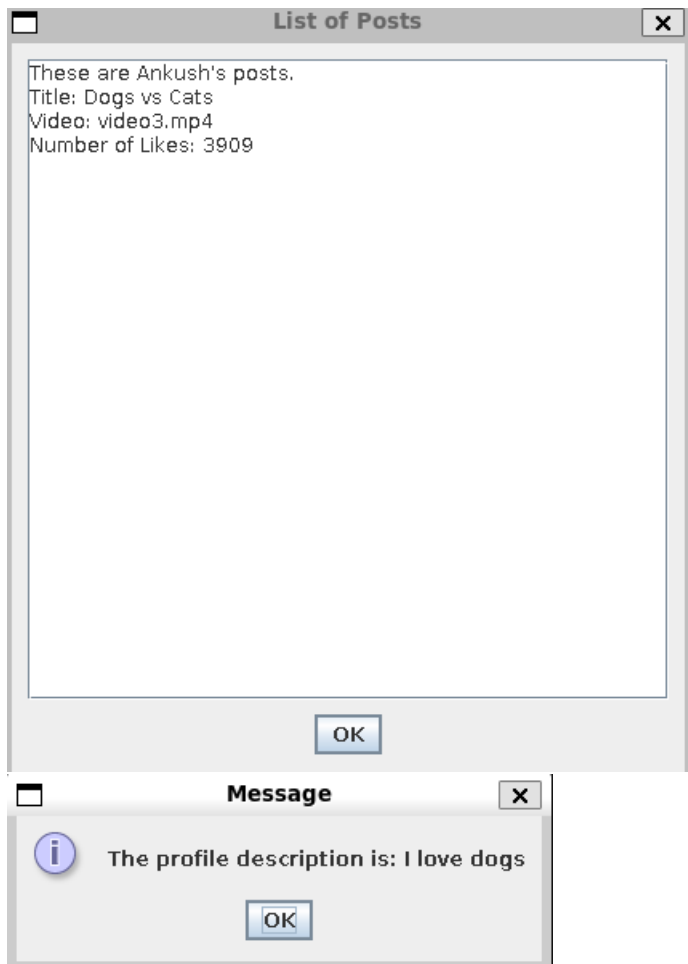 List of Posts
These are Ankush's posts.
Title: Dogs vs Cats
Video: video3.mp4
Number of Likes: 3909
OK
Message
The profile description is: I love dogs
OK